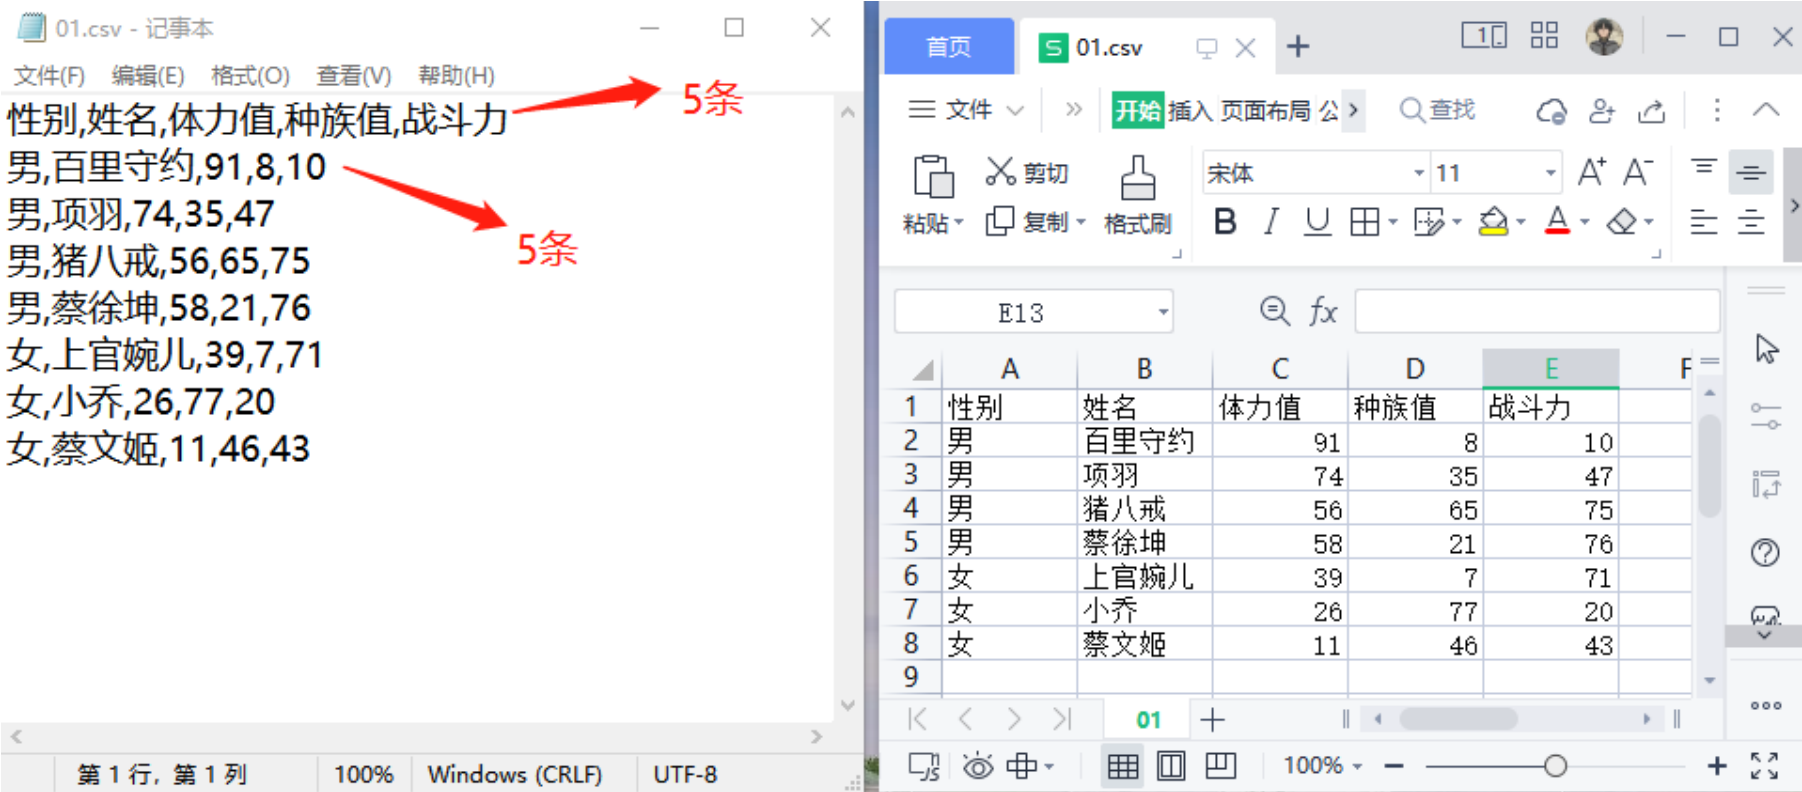 01.csv - 记事本
文件(F) 编辑(E) 格式(O) 查看(V) 帮助(H)
性别,姓名,体力值,种族值,战斗力
5条
男,百里守约,91,8,10
男,项羽,74,35,47
5条
男,猪八戒,56,65,75
男,蔡徐坤,58,21,76
女,上官婉儿,39,7,71
女,小乔,26,77,20
女,蔡文姬,11,46,43
第 1 行，第 1 列 100% Windows (CRLF) UTF-8
首页 S 01.csv 1
文件 开始 插入 页面布局 公 查找
剪切 宋体 11 A+ A-
粘贴 复制 格式刷 B I U A
E13 fx
A B C D E F
1 性别 姓名 体力值 种族值 战斗力
2 男 百里守约 91 8 10
3 男 项羽 74 35 47
4 男 猪八戒 56 65 75
5 男 蔡徐坤 58 21 76
6 女 上官婉儿 39 7 71
7 女 小乔 26 77 20
8 女 蔡文姬 11 46 43
9
01
JS 100%